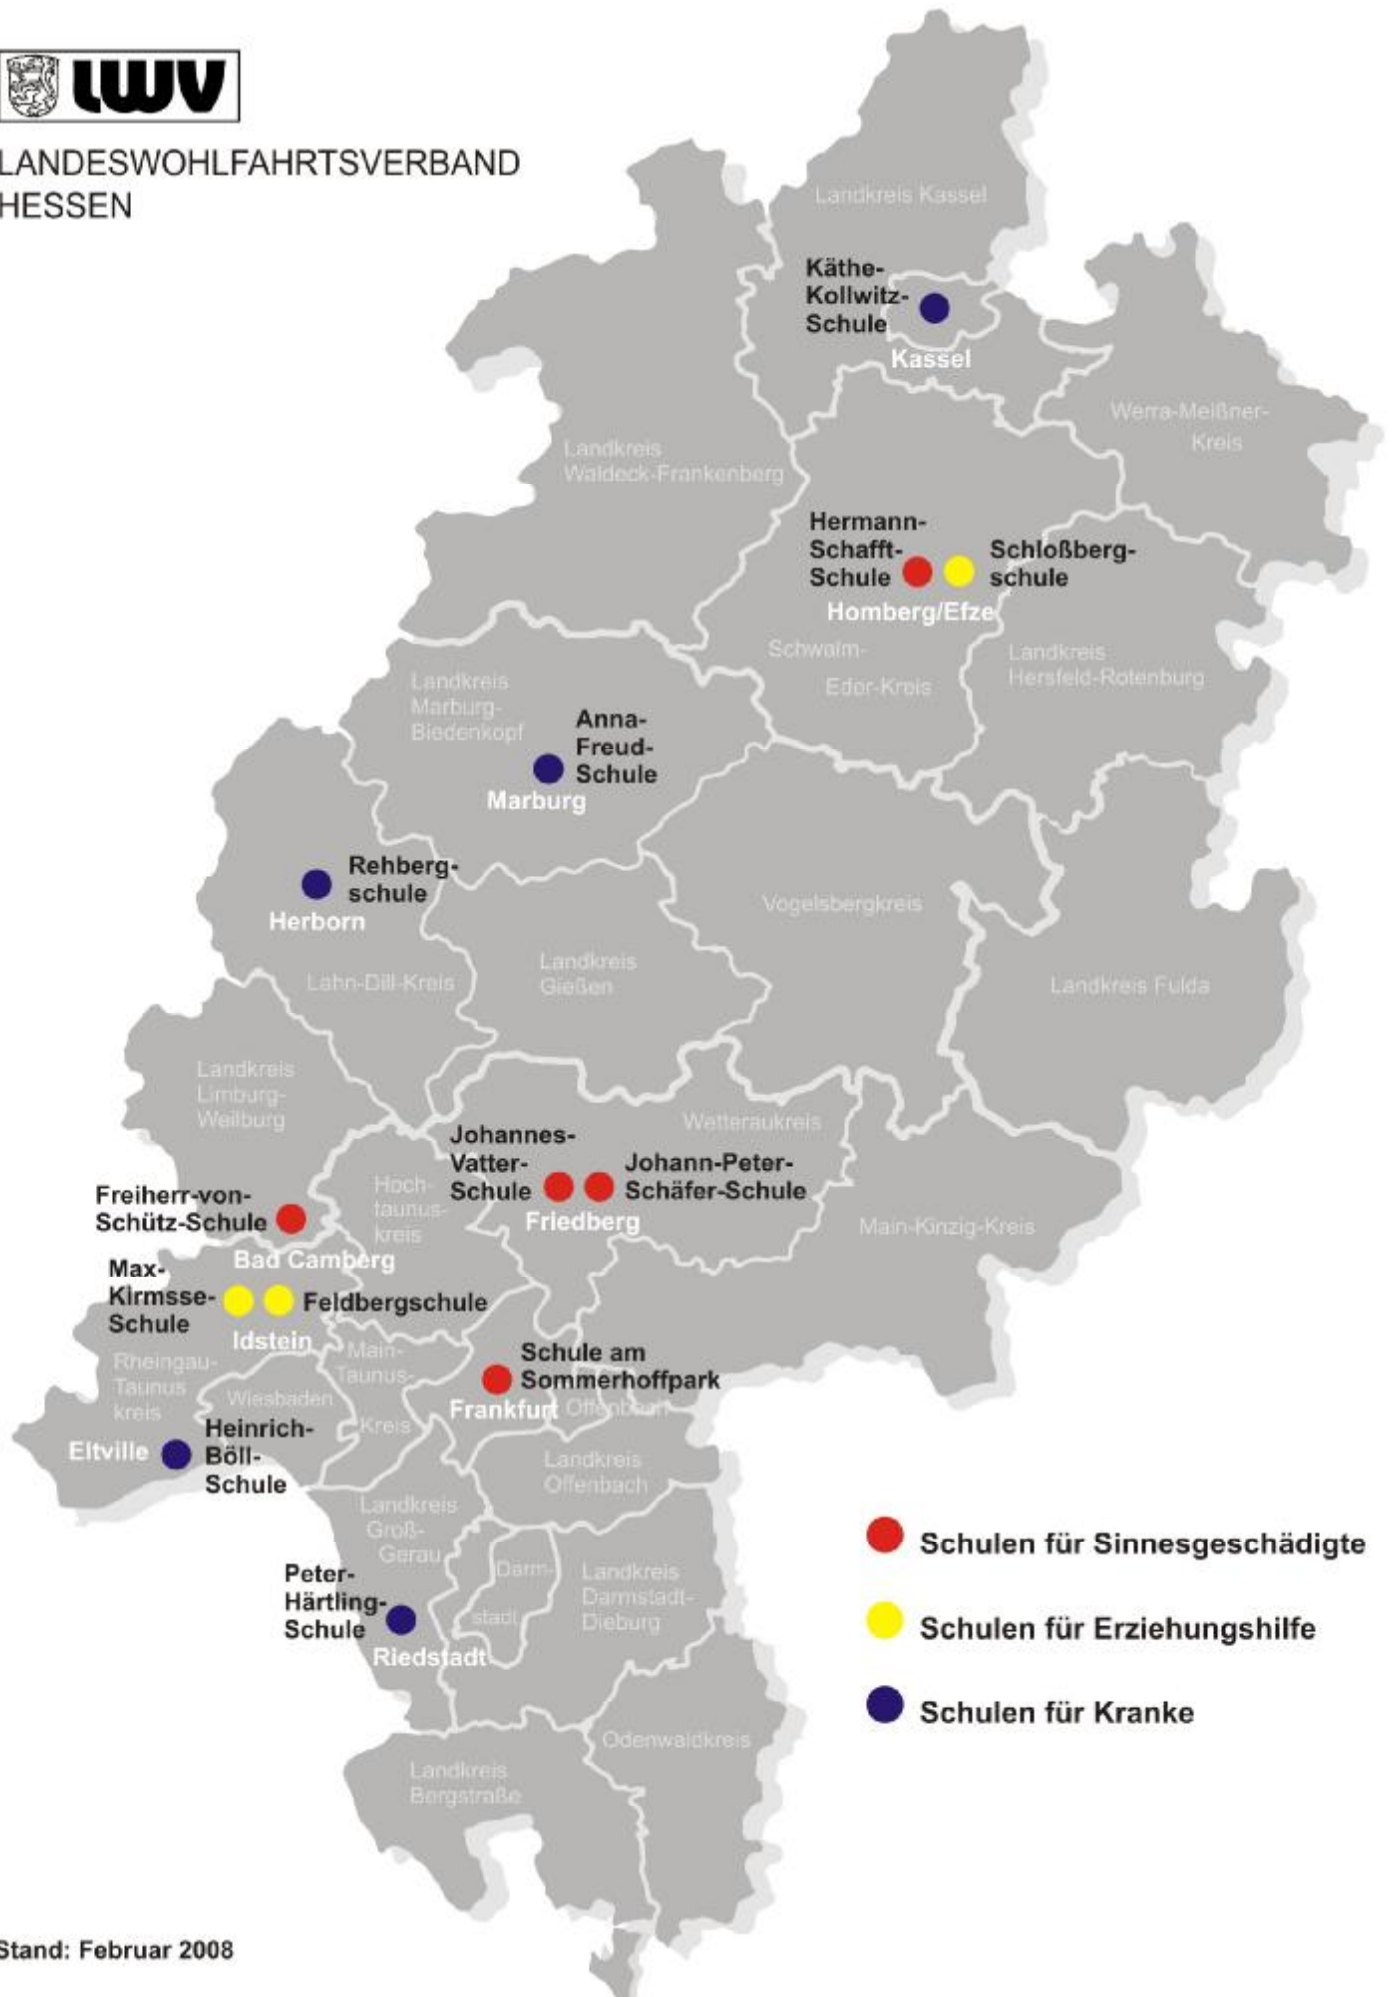 LWV
LANDESWOHLFAHRTSVERBAND
HESSEN
Landkreis Kassel
Käthe-
Kollwitz-
Schule
Kassel
Werra-Meißner-
Kreis
Landkreis
Waldeck-Frankenberg
Hermann-
Schafft-
Schule
Schloßberg-
schule
Homberg/Efze
Schwalm-
Eder-Kreis
Landkreis
Hersfeld-Rotenburg
Landkreis
Marburg-
Biedenkopf
Anna-
Freud-
Schule
Marburg
Rehberg-
schule
Herborn
Lahn-Dill-Kreis
Landkreis
Gießen
Vogelsbergkreis
Landkreis Fulda
Landkreis
Limburg-
Weilburg
Wetteraukreis
Johannes-
Vatter-
Schule
Johann-Peter-
Schäfer-Schule
Friedberg
Hoch-
taunus-
kreis
Main-Kinzig-Kreis
Freiherr-von-
Schütz-Schule
Bad Camberg
Max-
Kirmsse-
Schule
Feldbergschule
Idstein
Rheingau-
Taunus
kreis
Wiesbaden
Main-
Taunus-
Kreis
Schule am
Sommerhoffpark
Frankfurt
Offenbach
Eltville
Heinrich-
Böll-
Schule
Landkreis
Offenbach
Landkreis
Groß-
Gerau
Darm-
stadt
Landkreis
Darmstadt-
Dieburg
Peter-
Härtling-
Schule
Riedstadt
Odenwaldkreis
Landkreis
Bergstraße
Schulen für Sinnesgeschädigte
Schulen für Erziehungshilfe
Schulen für Kranke
Stand: Februar 2008